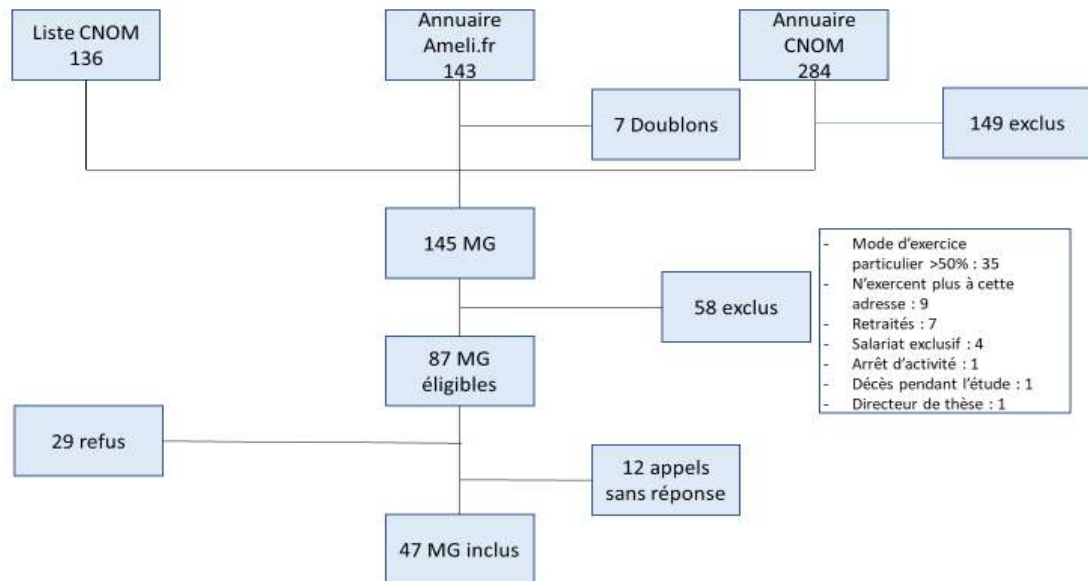 Liste CNOM
136
Annuaire
Ameli.fr
143
Annuaire
CNOM
284
7 Doublons
149 exclus
145 MG
58 exclus
- Mode d'exercice
particulier >50% : 35
- N'exercent plus à cette
adresse : 9
- Retraités : 7
- Salariat exclusif : 4
- Arrêt d'activité : 1
- Décès pendant l'étude : 1
- Directeur de thèse : 1
87 MG
éligibles
29 refus
12 appels
sans réponse
47 MG inclus